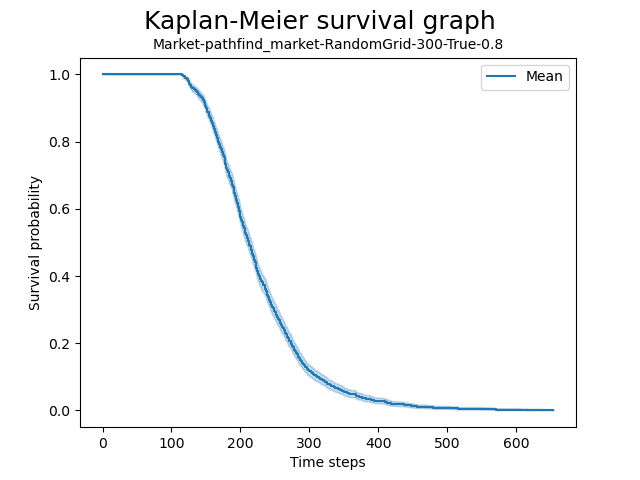 Kaplan-Meier survival graph
Market-pathfind_market-RandomGrid-300-True-0.8
Mean
1.0
0.8
0.6
0.4
0.2
0.0
Survival probability
0 100 200 300 400 500 600
Time steps